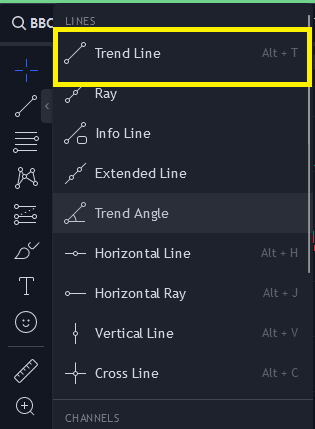 BBC
LINES
Trend Line Alt + T
Ray
Info Line
Extended Line
Trend Angle
Horizontal Line Alt + H
Horizontal Ray Alt + J
Vertical Line Alt + V
Cross Line Alt + C
CHANNELS